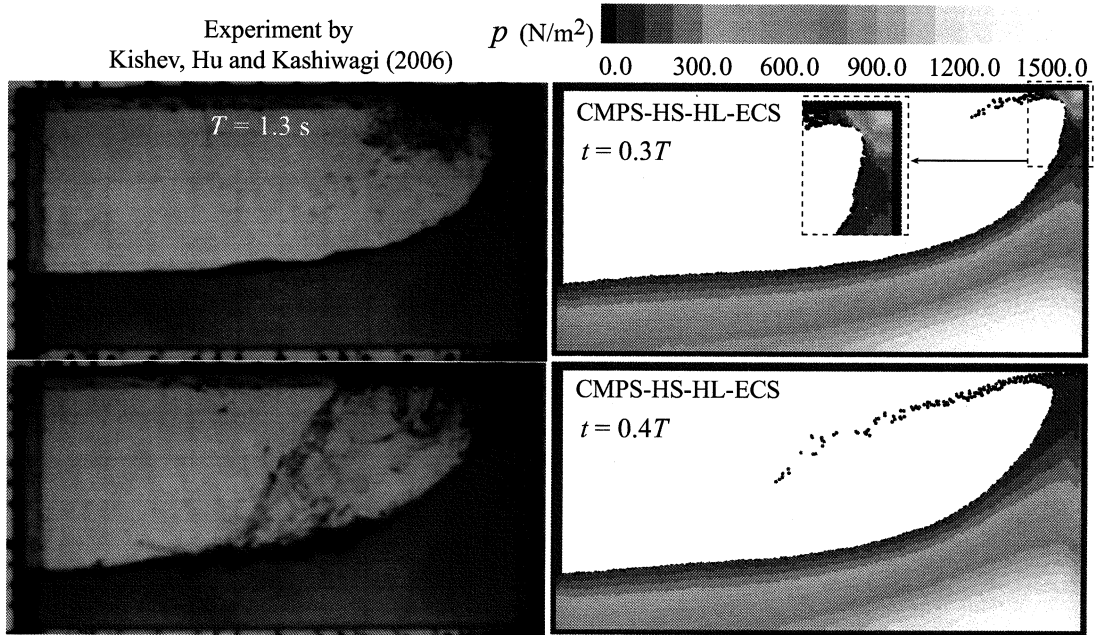 Experiment by
Kishev, Hu and Kashiwagi (2006)
p (N/m²)
0.0 300.0 600.0 900.0 1200.0 1500.0
T = 1.3 s
CMPS-HS-HL-ECS
t = 0.3T
CMPS-HS-HL-ECS
t = 0.4T